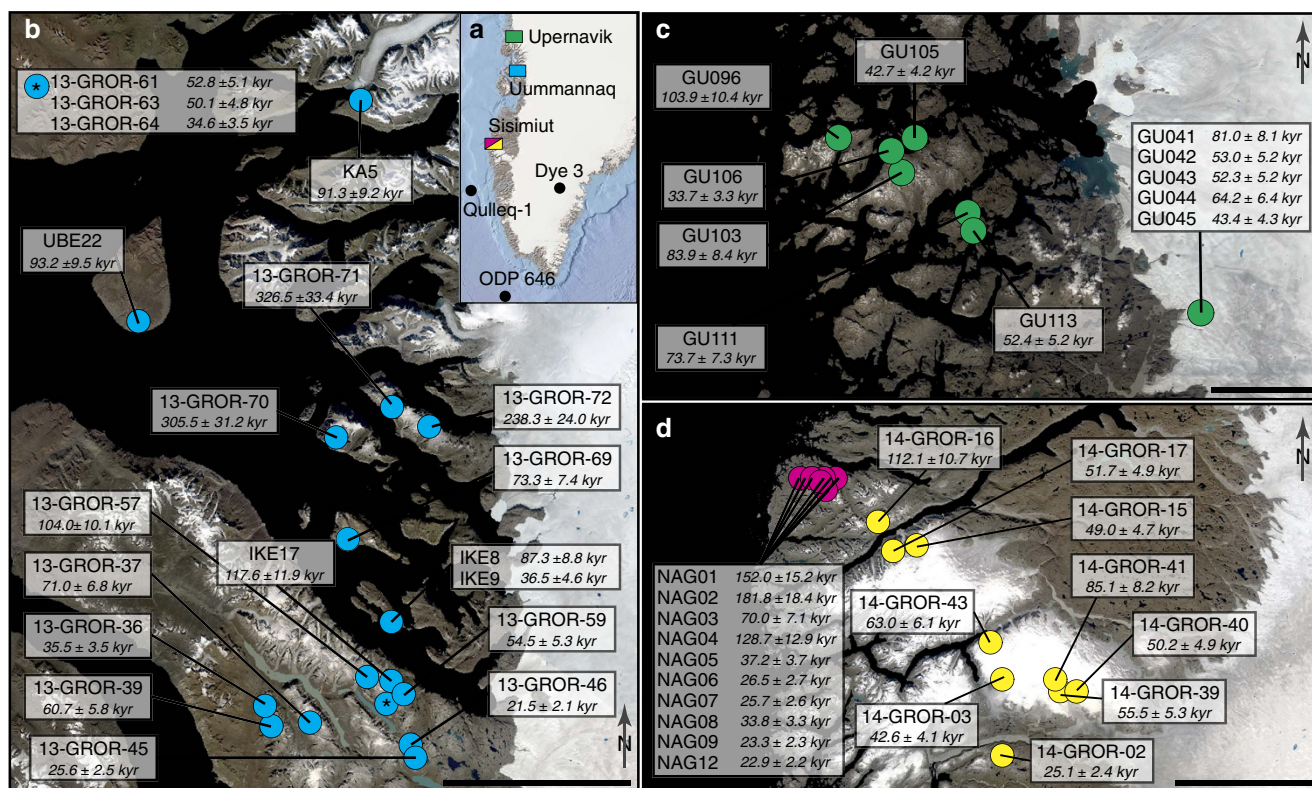 b
13-GROR-61 52.8 ±5.1 kyr
* 13-GROR-63 50.1 ±4.8 kyr
13-GROR-64 34.6 ±3.5 kyr
KA5
91.3 ±9.2 kyr
UBE22
93.2 ±9.5 kyr
13-GROR-71
326.5 ±33.4 kyr
13-GROR-70
305.5 ± 31.2 kyr
13-GROR-72
238.3 ± 24.0 kyr
13-GROR-69
73.3 ± 7.4 kyr
13-GROR-57
104.0±10.1 kyr
IKE17
117.6 ±11.9 kyr
IKE8 87.3 ±8.8 kyr
IKE9 36.5 ±4.6 kyr
13-GROR-37
71.0 ± 6.8 kyr
13-GROR-59
54.5 ± 5.3 kyr
13-GROR-36
35.5 ± 3.5 kyr
13-GROR-46
21.5 ± 2.1 kyr
13-GROR-39
60.7 ± 5.8 kyr
*
13-GROR-45
25.6 ± 2.5 kyr
N
a
Upernavik
Uummannaq
Sisimiut
Dye 3
Qulleq-1
ODP 646
c
N
GU105
42.7 ± 4.2 kyr
GU096
103.9 ±10.4 kyr
GU041 81.0 ± 8.1 kyr
GU042 53.0 ± 5.2 kyr
GU043 52.3 ± 5.2 kyr
GU044 64.2 ± 6.4 kyr
GU045 43.4 ± 4.3 kyr
GU106
33.7 ± 3.3 kyr
GU103
83.9 ± 8.4 kyr
GU113
52.4 ± 5.2 kyr
GU111
73.7 ± 7.3 kyr
d
N
14-GROR-16
112.1 ±10.7 kyr
14-GROR-17
51.7 ± 4.9 kyr
14-GROR-15
49.0 ± 4.7 kyr
14-GROR-41
85.1 ± 8.2 kyr
14-GROR-43
63.0 ± 6.1 kyr
14-GROR-40
50.2 ± 4.9 kyr
14-GROR-39
55.5 ± 5.3 kyr
14-GROR-03
42.6 ± 4.1 kyr
14-GROR-02
25.1 ± 2.4 kyr
NAG01 152.0 ±15.2 kyr
NAG02 181.8 ±18.4 kyr
NAG03 70.0 ± 7.1 kyr
NAG04 128.7 ±12.9 kyr
NAG05 37.2 ± 3.7 kyr
NAG06 26.5 ± 2.7 kyr
NAG07 25.7 ± 2.6 kyr
NAG08 33.8 ± 3.3 kyr
NAG09 23.3 ± 2.3 kyr
NAG12 22.9 ± 2.2 kyr